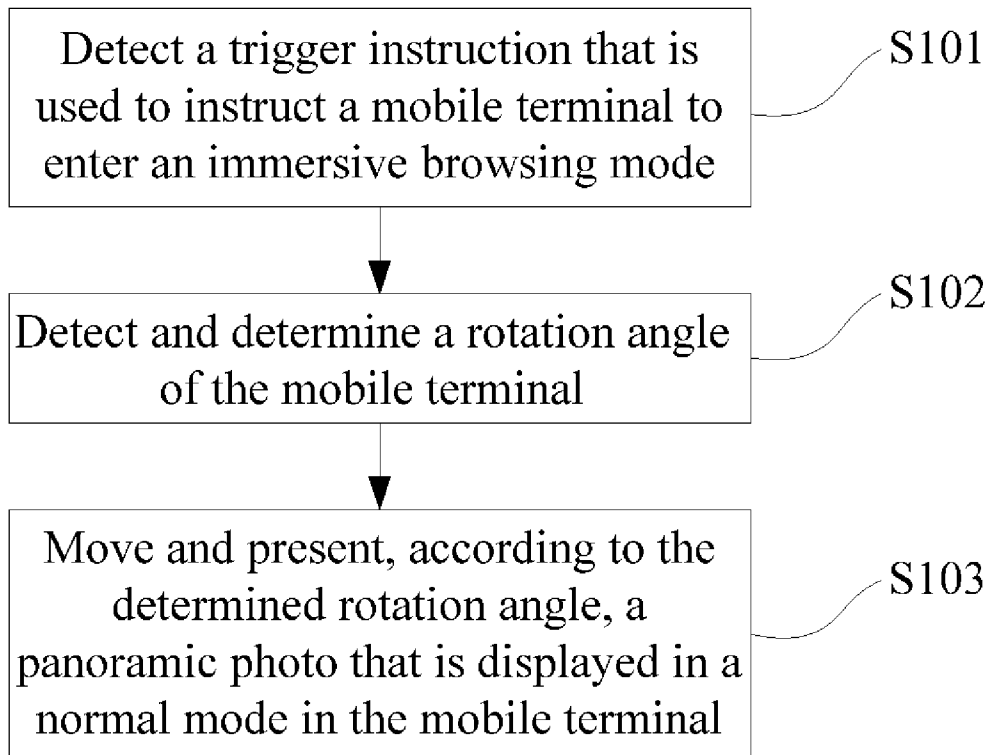 Detect a trigger instruction that is
used to instruct a mobile terminal to
enter an immersive browsing mode
S101
Detect and determine a rotation angle
of the mobile terminal
S102
Move and present, according to the
determined rotation angle, a
panoramic photo that is displayed in a
normal mode in the mobile terminal
S103